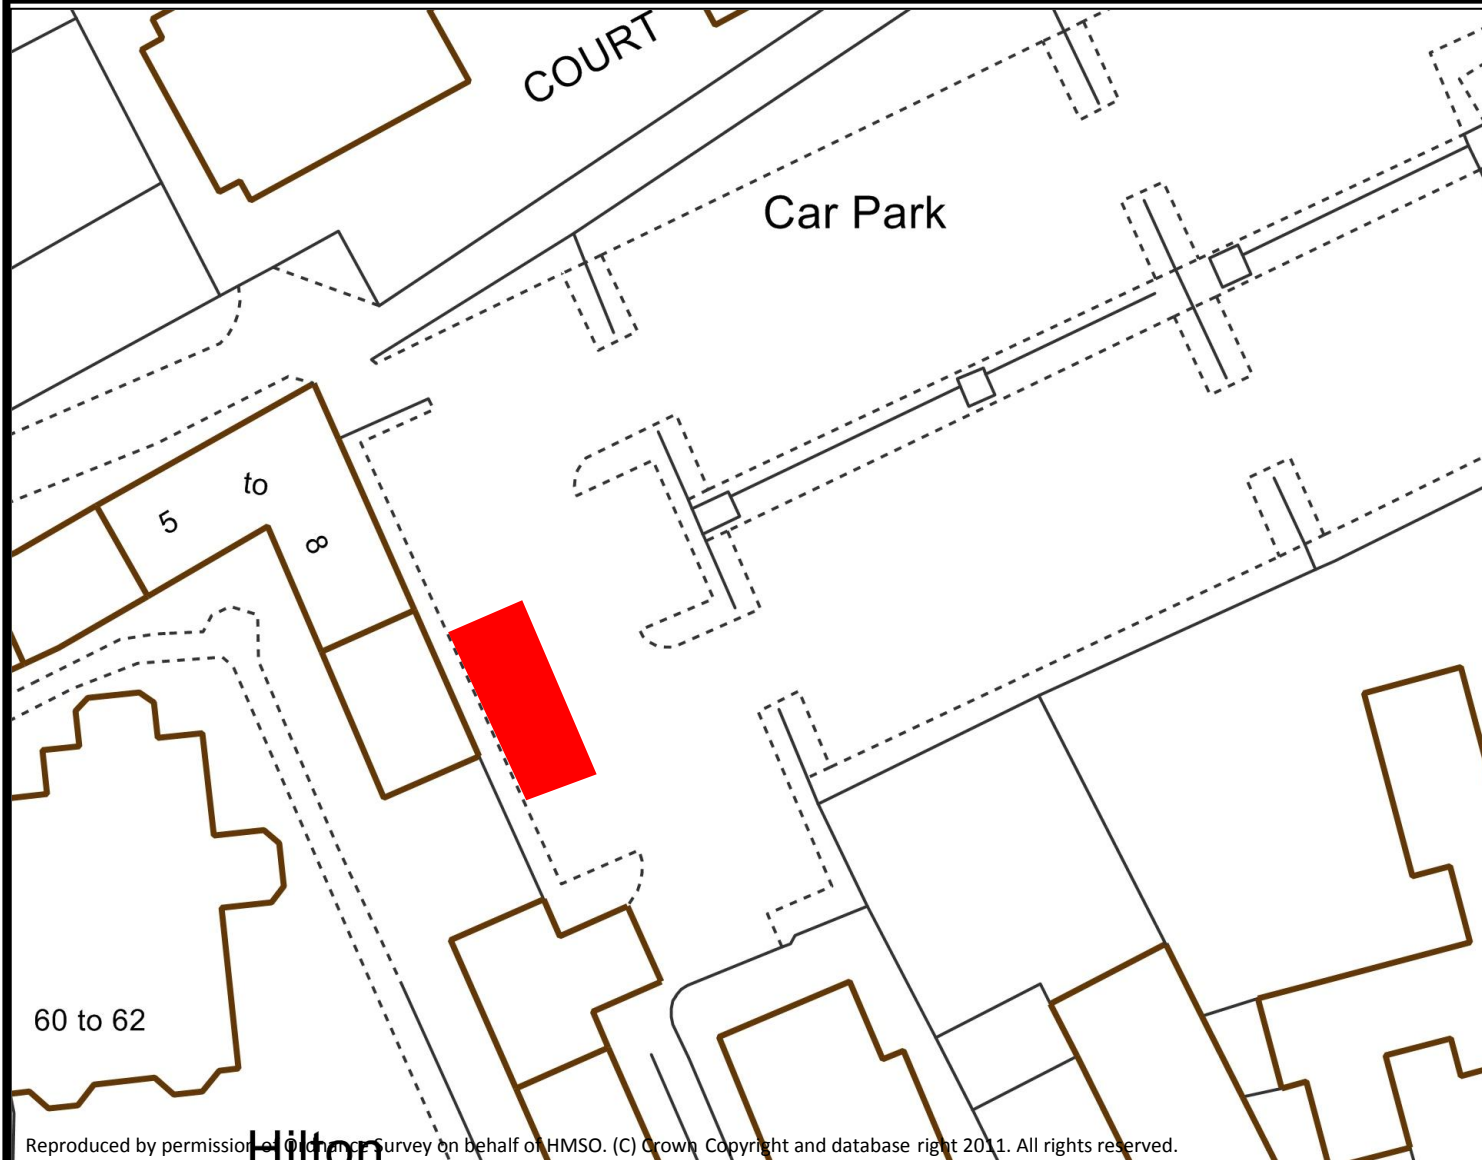 COURT
Car Park
5 to 8
60 to 62
Hilton
Reproduced by permission of Ordnance Survey on behalf of HMSO. (C) Crown Copyright and database right 2011. All rights reserved.